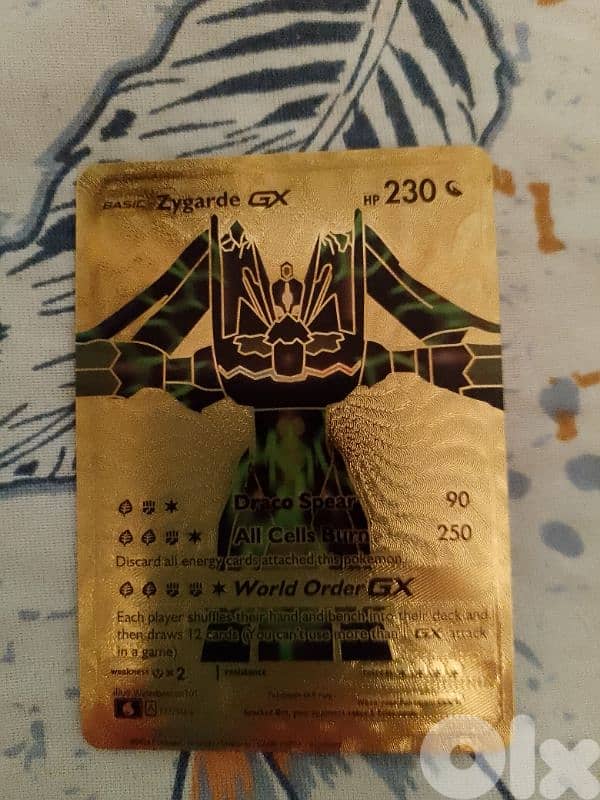 BASIC Zygarde GX HP 230
Draco Spear 90
All Cells Burn 250
Discard all energy cards attached this pokemon.
World Order GX
Each player shuffles their hand and bench into their deck and
then draws 12 cards (You can't use more than 1 GX attack
in a game)
weakness ×2 resistance
illus. Waterbeacon101
Olx